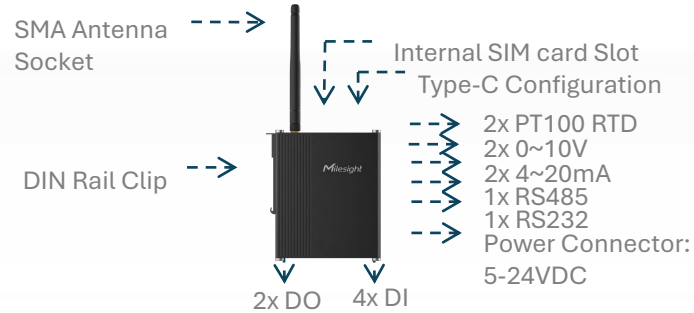 SMA Antenna
Socket
Internal SIM card Slot
Type-C Configuration
DIN Rail Clip
Milesight
2x PT100 RTD
2x 0~10V
2x 4~20mA
1x RS485
1x RS232
Power Connector:
5-24VDC
2x DO
4x DI